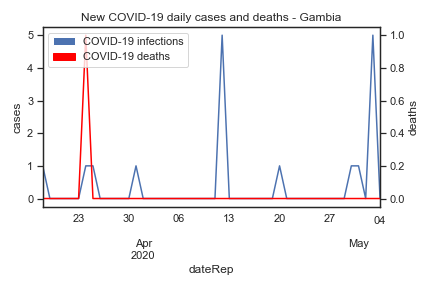 New COVID-19 daily cases and deaths - Gambia
COVID-19 infections
COVID-19 deaths
cases
5
4
3
2
1
0
deaths
1.0
0.8
0.6
0.4
0.2
0.0
23 30 06 13 20 27 04
Apr May
2020
dateRep